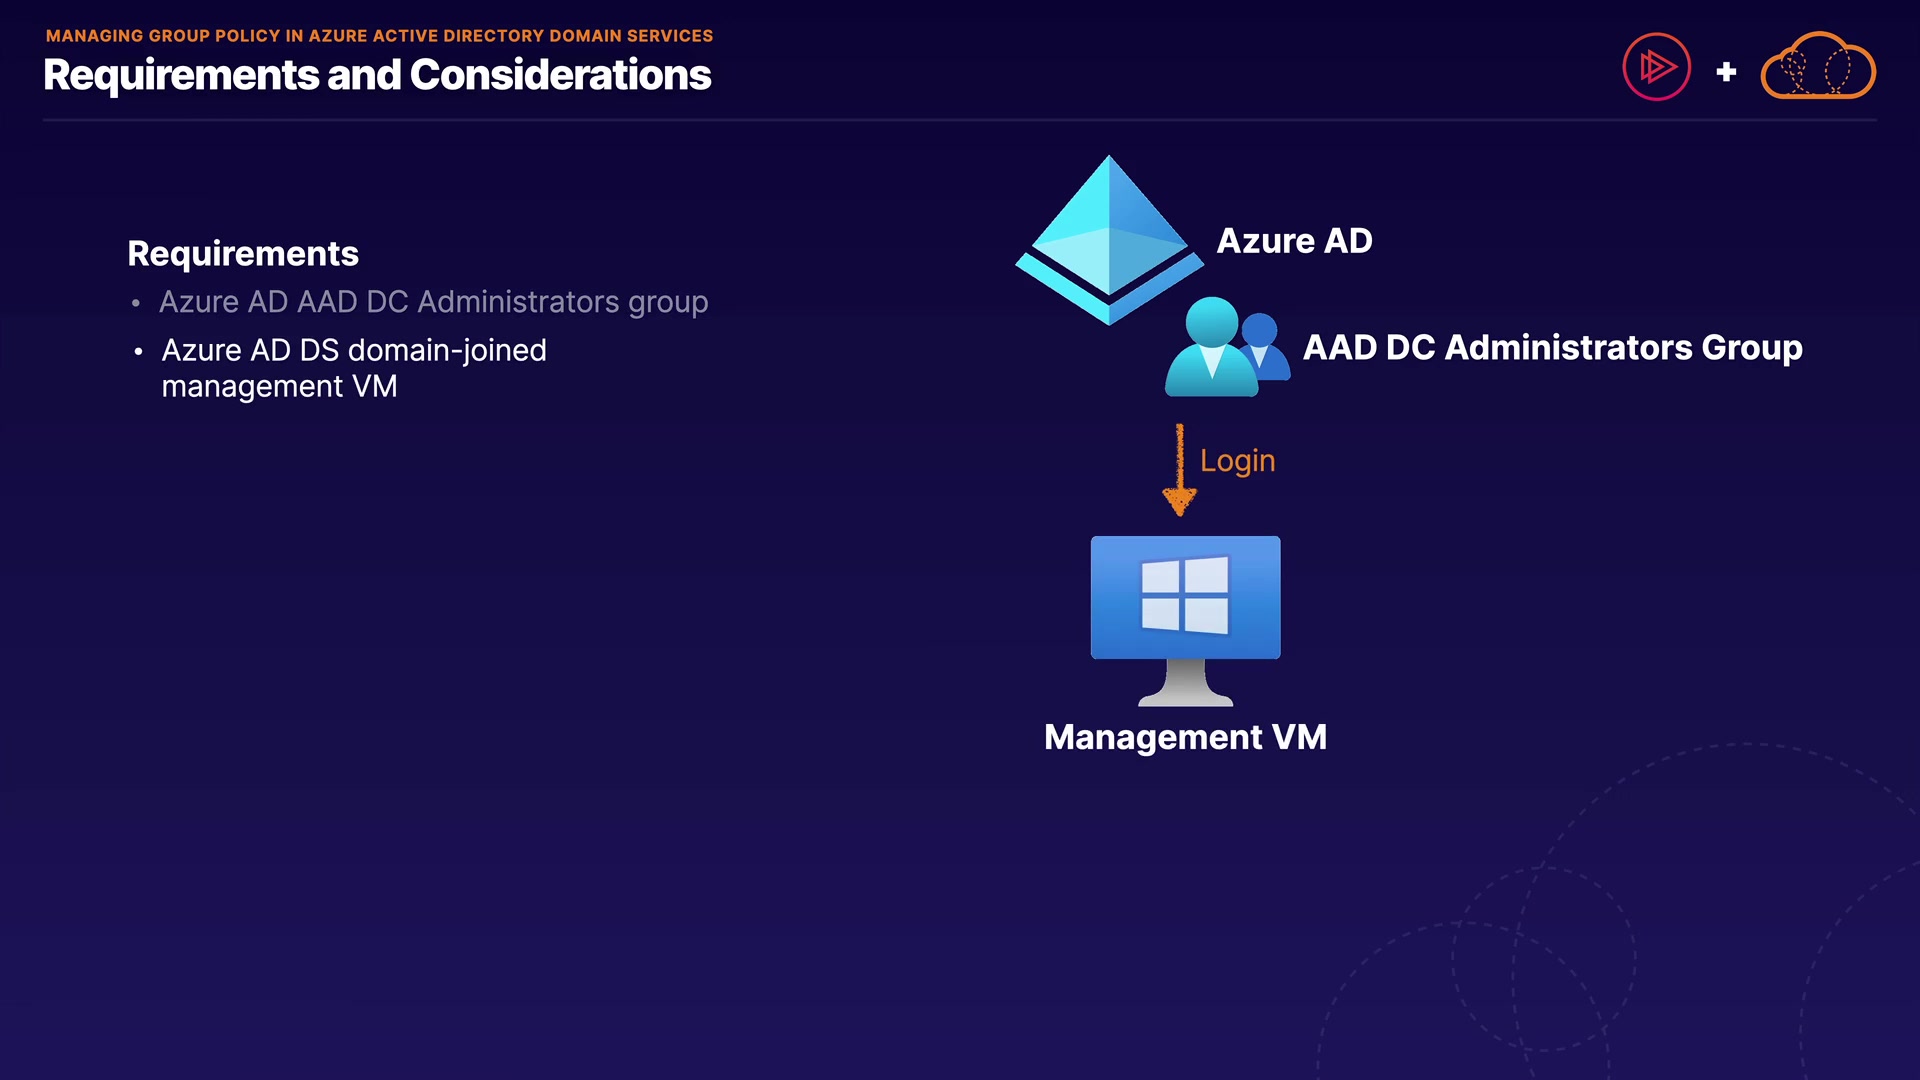 MANAGING GROUP POLICY IN AZURE ACTIVE DIRECTORY DOMAIN SERVICES
Requirements and Considerations
Requirements
• Azure AD AAD DC Administrators group
• Azure AD DS domain-joined
management VM
Azure AD
AAD DC Administrators Group
Login
Management VM